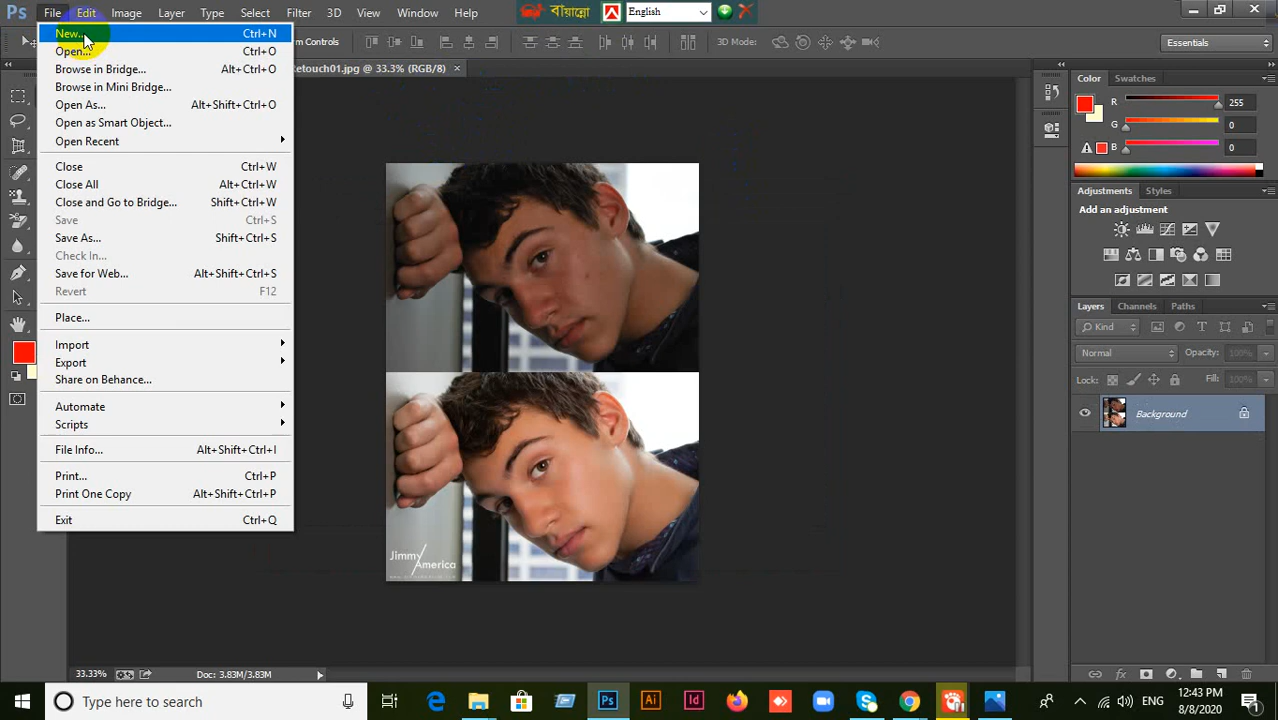 Ps File Edit Image Layer Type Select Filter 3D View Window Help
বায়ান্নো English
m Controls 3D Mode: Essentials
etouch01.jpg @ 33.3% (RGB/8) ×
New... Ctrl+N
Open... Ctrl+O
Browse in Bridge... Alt+Ctrl+O
Browse in Mini Bridge...
Open As... Alt+Shift+Ctrl+O
Open as Smart Object...
Open Recent
Close Ctrl+W
Close All Alt+Ctrl+W
Close and Go to Bridge... Shift+Ctrl+W
Save Ctrl+S
Save As... Shift+Ctrl+S
Check In...
Save for Web... Alt+Shift+Ctrl+S
Revert F12
Place...
Import
Export
Share on Behance...
Automate
Scripts
File Info... Alt+Shift+Ctrl+I
Print... Ctrl+P
Print One Copy Alt+Shift+Ctrl+P
Exit Ctrl+Q
Jimmy
America
Color Swatches
R 255
G 0
B 0
Adjustments Styles
Add an adjustment
Layers Channels Paths
Kind
Normal Opacity: 100%
Lock: Fill: 100%
Background
33.33% Doc: 3.83M/3.83M
Type here to search
Ps Ai Id
ENG
12:43 PM
8/8/2020
1